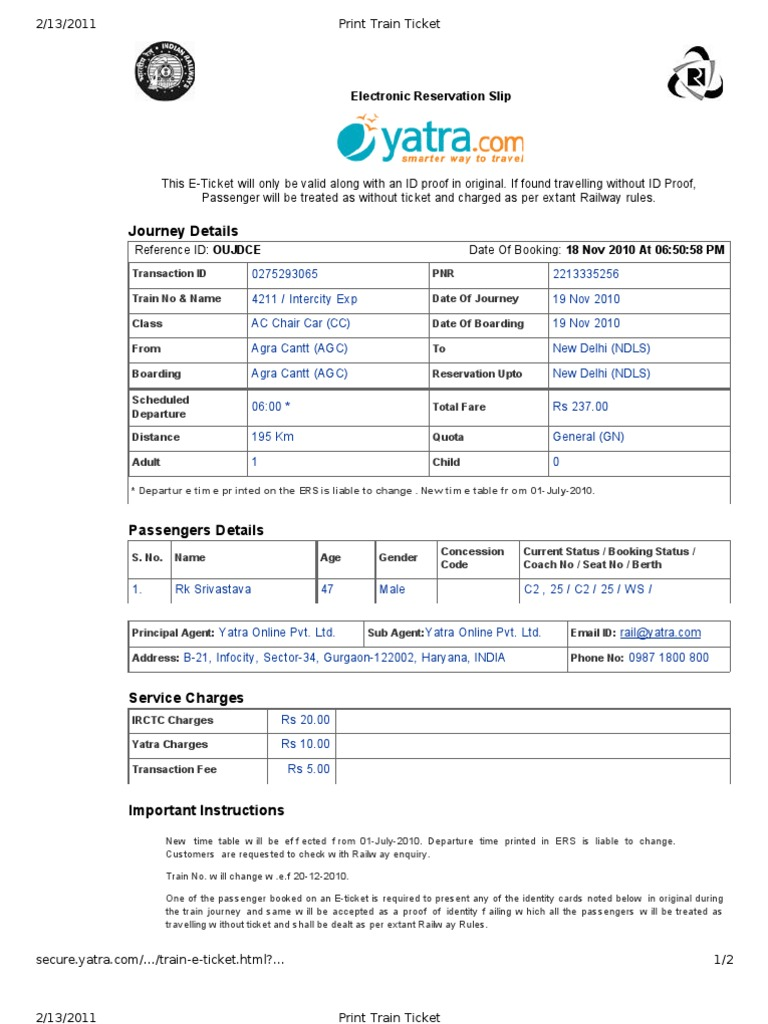 2/13/2011 Print Train Ticket
Electronic Reservation Slip
yatra.com
smarter way to travel
This E-Ticket will only be valid along with an ID proof in original. If found travelling without ID Proof,
Passenger will be treated as without ticket and charged as per extant Railway rules.
Journey Details
Reference ID: OUJDCE Date Of Booking: 18 Nov 2010 At 06:50:58 PM
Transaction ID 0275293065 PNR 2213335256
Train No & Name 4211 / Intercity Exp Date Of Journey 19 Nov 2010
Class AC Chair Car (CC) Date Of Boarding 19 Nov 2010
From Agra Cantt (AGC) To New Delhi (NDLS)
Boarding Agra Cantt (AGC) Reservation Upto New Delhi (NDLS)
Scheduled
Departure 06:00 * Total Fare Rs 237.00
Distance 195 Km Quota General (GN)
Adult 1 Child 0
* Departure time printed on the ERS is liable to change. New time table from 01-July-2010.
Passengers Details
S. No. Name Age Gender Concession
Code Current Status / Booking Status /
Coach No / Seat No / Berth
1. Rk Srivastava 47 Male C2 , 25 / C2 / 25 / WS /
Principal Agent: Yatra Online Pvt. Ltd. Sub Agent:Yatra Online Pvt. Ltd. Email ID: rail@yatra.com
Address: B-21, Infocity, Sector-34, Gurgaon-122002, Haryana, INDIA Phone No: 0987 1800 800
Service Charges
IRCTC Charges Rs 20.00
Yatra Charges Rs 10.00
Transaction Fee Rs 5.00
Important Instructions
New time table will be effected from 01-July-2010. Departure time printed in ERS is liable to change.
Customers are requested to check with Railway enquiry.
Train No. will change w.e.f 20-12-2010.
One of the passenger booked on an E-ticket is required to present any of the identity cards noted below in original during
the train journey and same will be accepted as a proof of identity failing which all the passengers will be treated as
travelling without ticket and shall be dealt as per extant Railway Rules.
secure.yatra.com/…/train-e-ticket.html?… 1/2
2/13/2011 Print Train Ticket